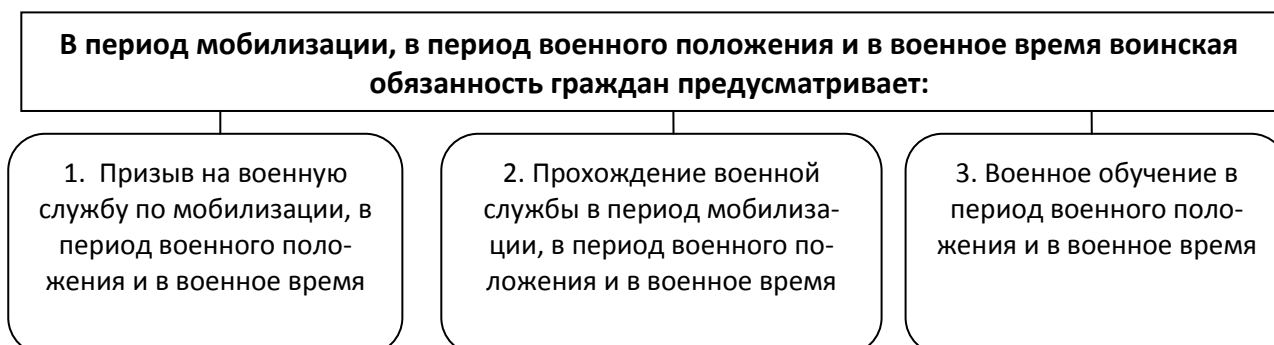 В период мобилизации, в период военного положения и в военное время воинская
обязанность граждан предусматривает:
1. Призыв на военную
службу по мобилизации, в
период военного поло-
жения и в военное время
2. Прохождение военной
службы в период мобилиза-
ции, в период военного по-
ложения и в военное время
3. Военное обучение в
период военного поло-
жения и в военное время